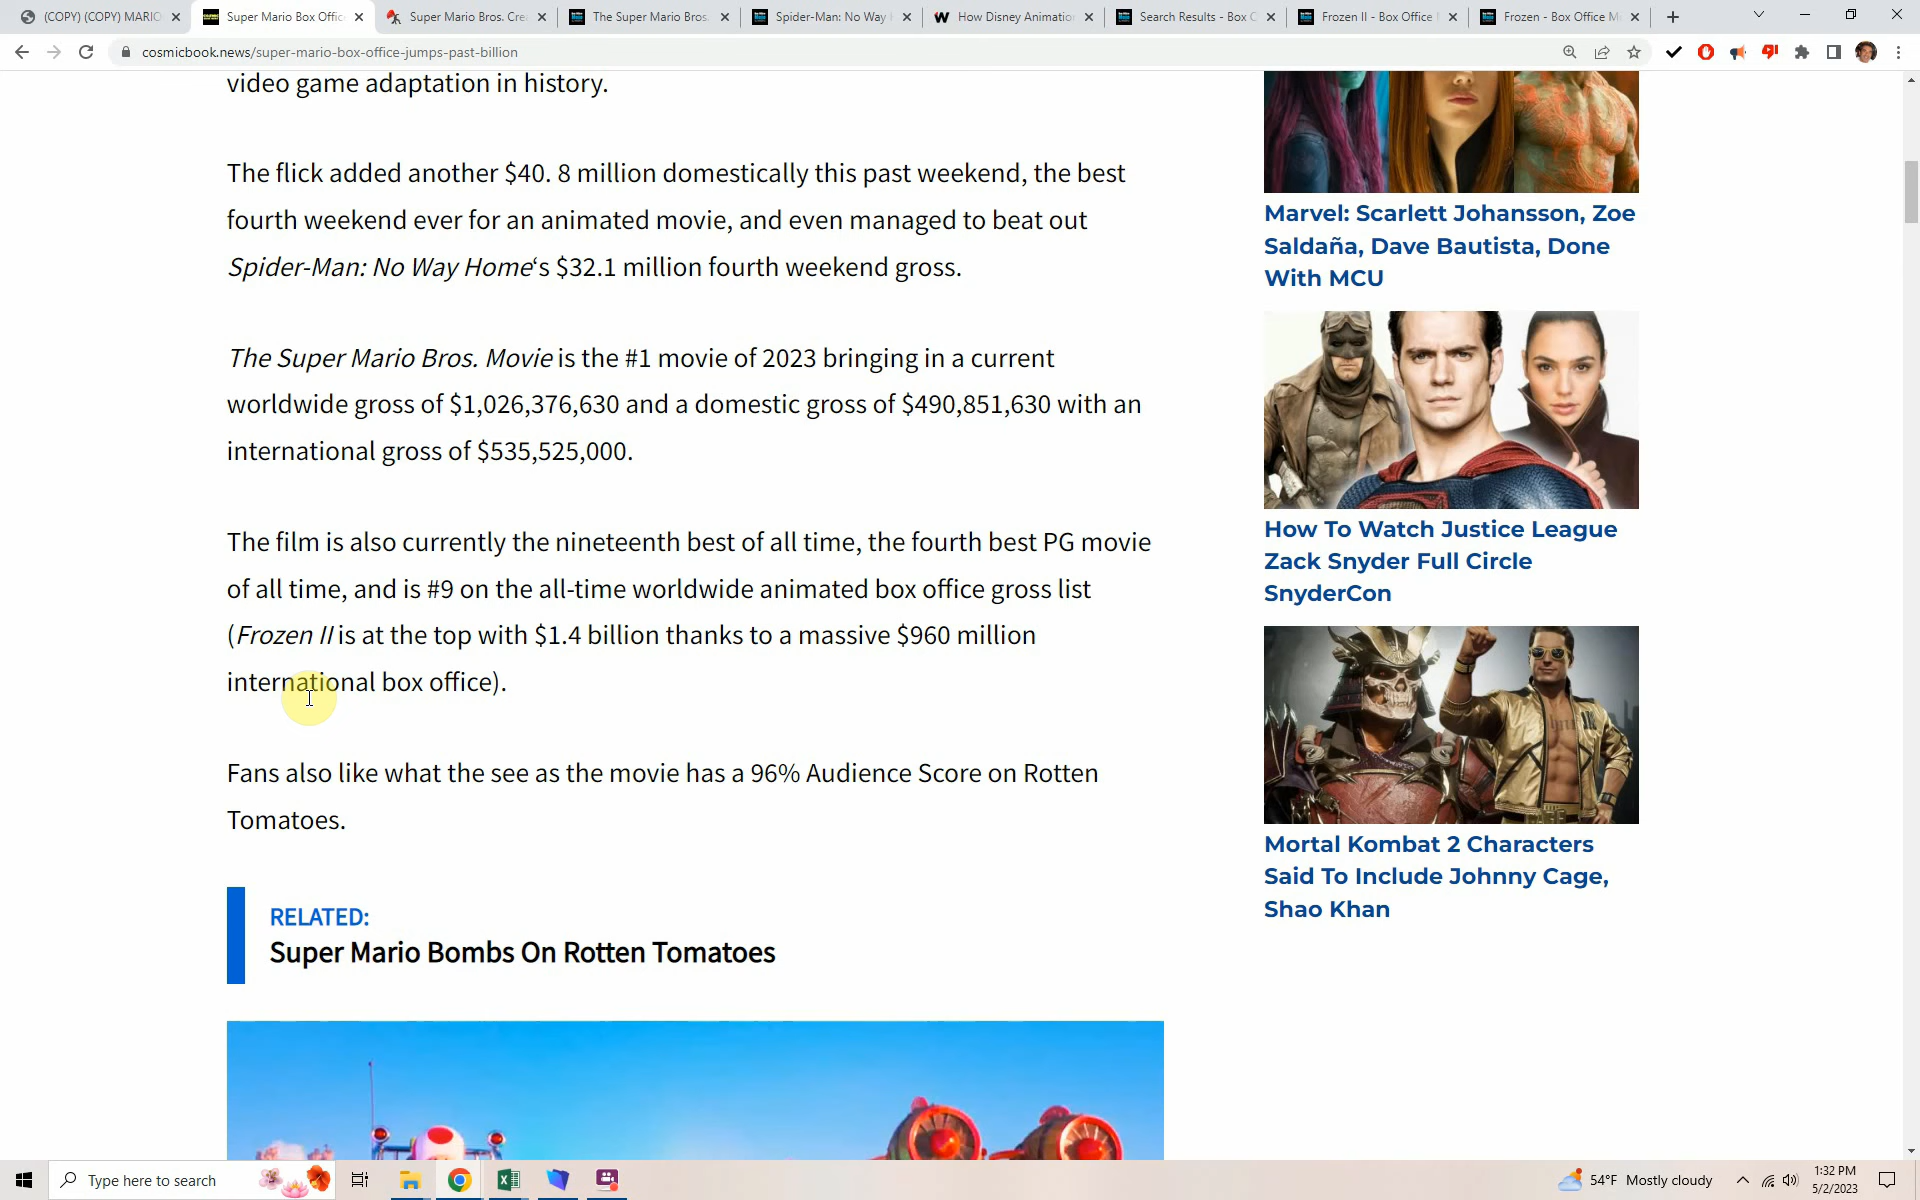 (COPY) (COPY) MARIO
Super Mario Box Offic
Super Mario Bros. Cre
The Super Mario Bros.
Spider-Man: No Way
How Disney Animatio
Search Results - Box O
Frozen II - Box Office
Frozen - Box Office M
cosmicbook.news/super-mario-box-office-jumps-past-billion
video game adaptation in history.
The flick added another $40. 8 million domestically this past weekend, the best
fourth weekend ever for an animated movie, and even managed to beat out
Spider-Man: No Way Home‘s $32.1 million fourth weekend gross.
The Super Mario Bros. Movie is the #1 movie of 2023 bringing in a current
worldwide gross of $1,026,376,630 and a domestic gross of $490,851,630 with an
international gross of $535,525,000.
The film is also currently the nineteenth best of all time, the fourth best PG movie
of all time, and is #9 on the all-time worldwide animated box office gross list
(Frozen II is at the top with $1.4 billion thanks to a massive $960 million
international box office).
Fans also like what the see as the movie has a 96% Audience Score on Rotten
Tomatoes.
RELATED:
Super Mario Bombs On Rotten Tomatoes
Marvel: Scarlett Johansson, Zoe
Saldaña, Dave Bautista, Done
With MCU
How To Watch Justice League
Zack Snyder Full Circle
SnyderCon
Mortal Kombat 2 Characters
Said To Include Johnny Cage,
Shao Khan
Type here to search
54°F Mostly cloudy
1:32 PM
5/2/2023